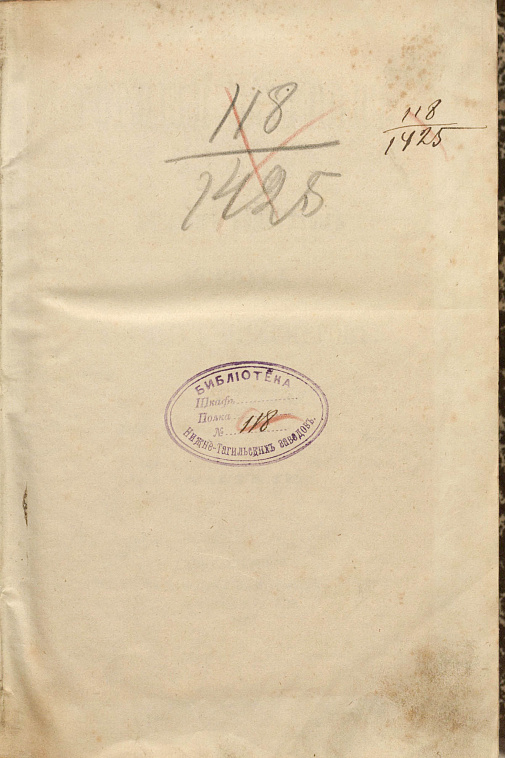 118
1425
118
1425
БИБЛІОТЕКА
Шкафъ
Полка
№ 118
Нижне-Тагильскихъ заводовъ.